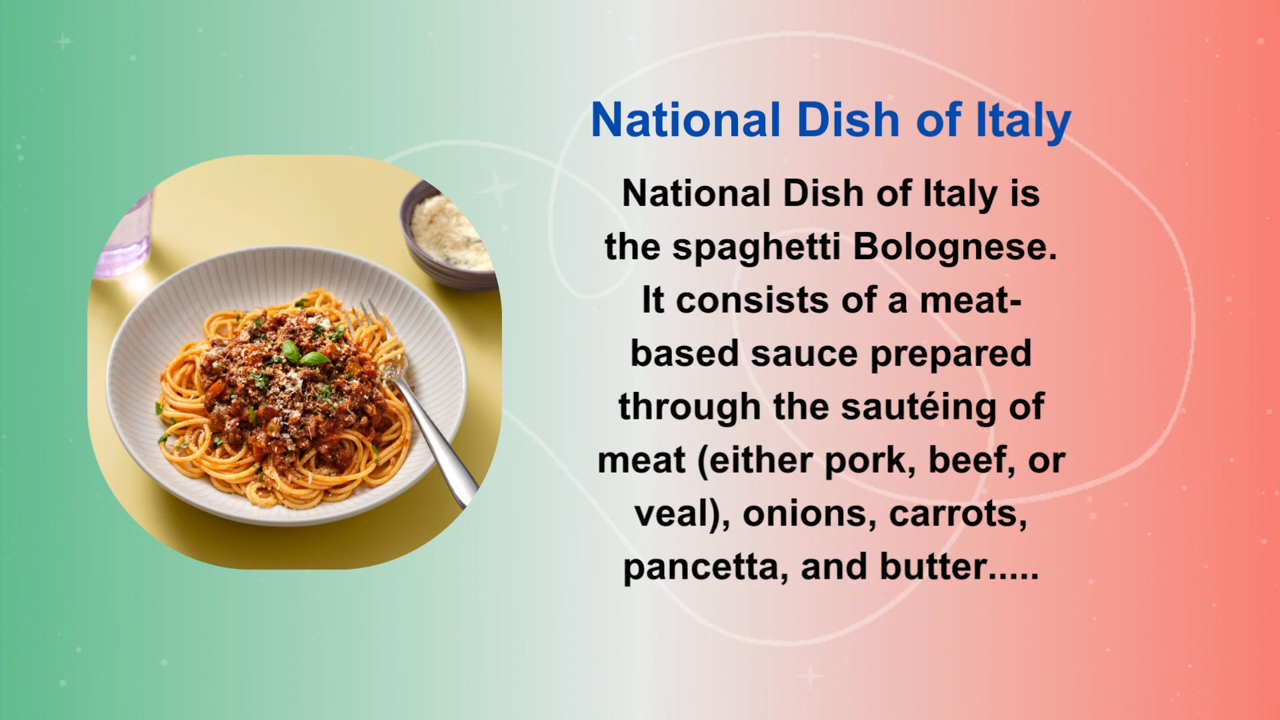 National Dish of Italy
National Dish of Italy is
the spaghetti Bolognese.
It consists of a meat-
based sauce prepared
through the sautéing of
meat (either pork, beef, or
veal), onions, carrots,
pancetta, and butter.....